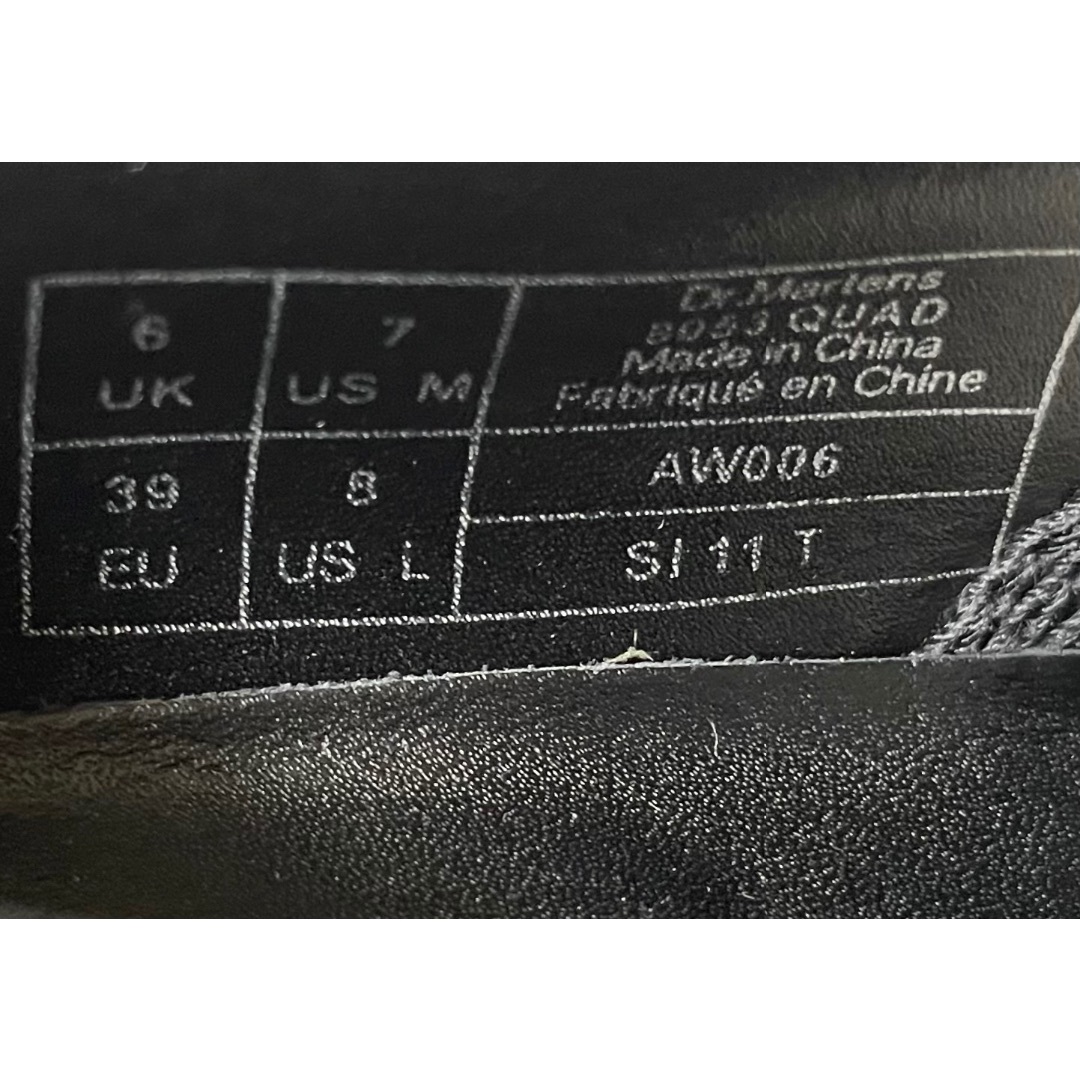 6
UK
7
US M
39
EU
8
US L
Dr. Martens
8053 QUAD
Made in China
Fabriqué en Chine
AW006
SI 11 T